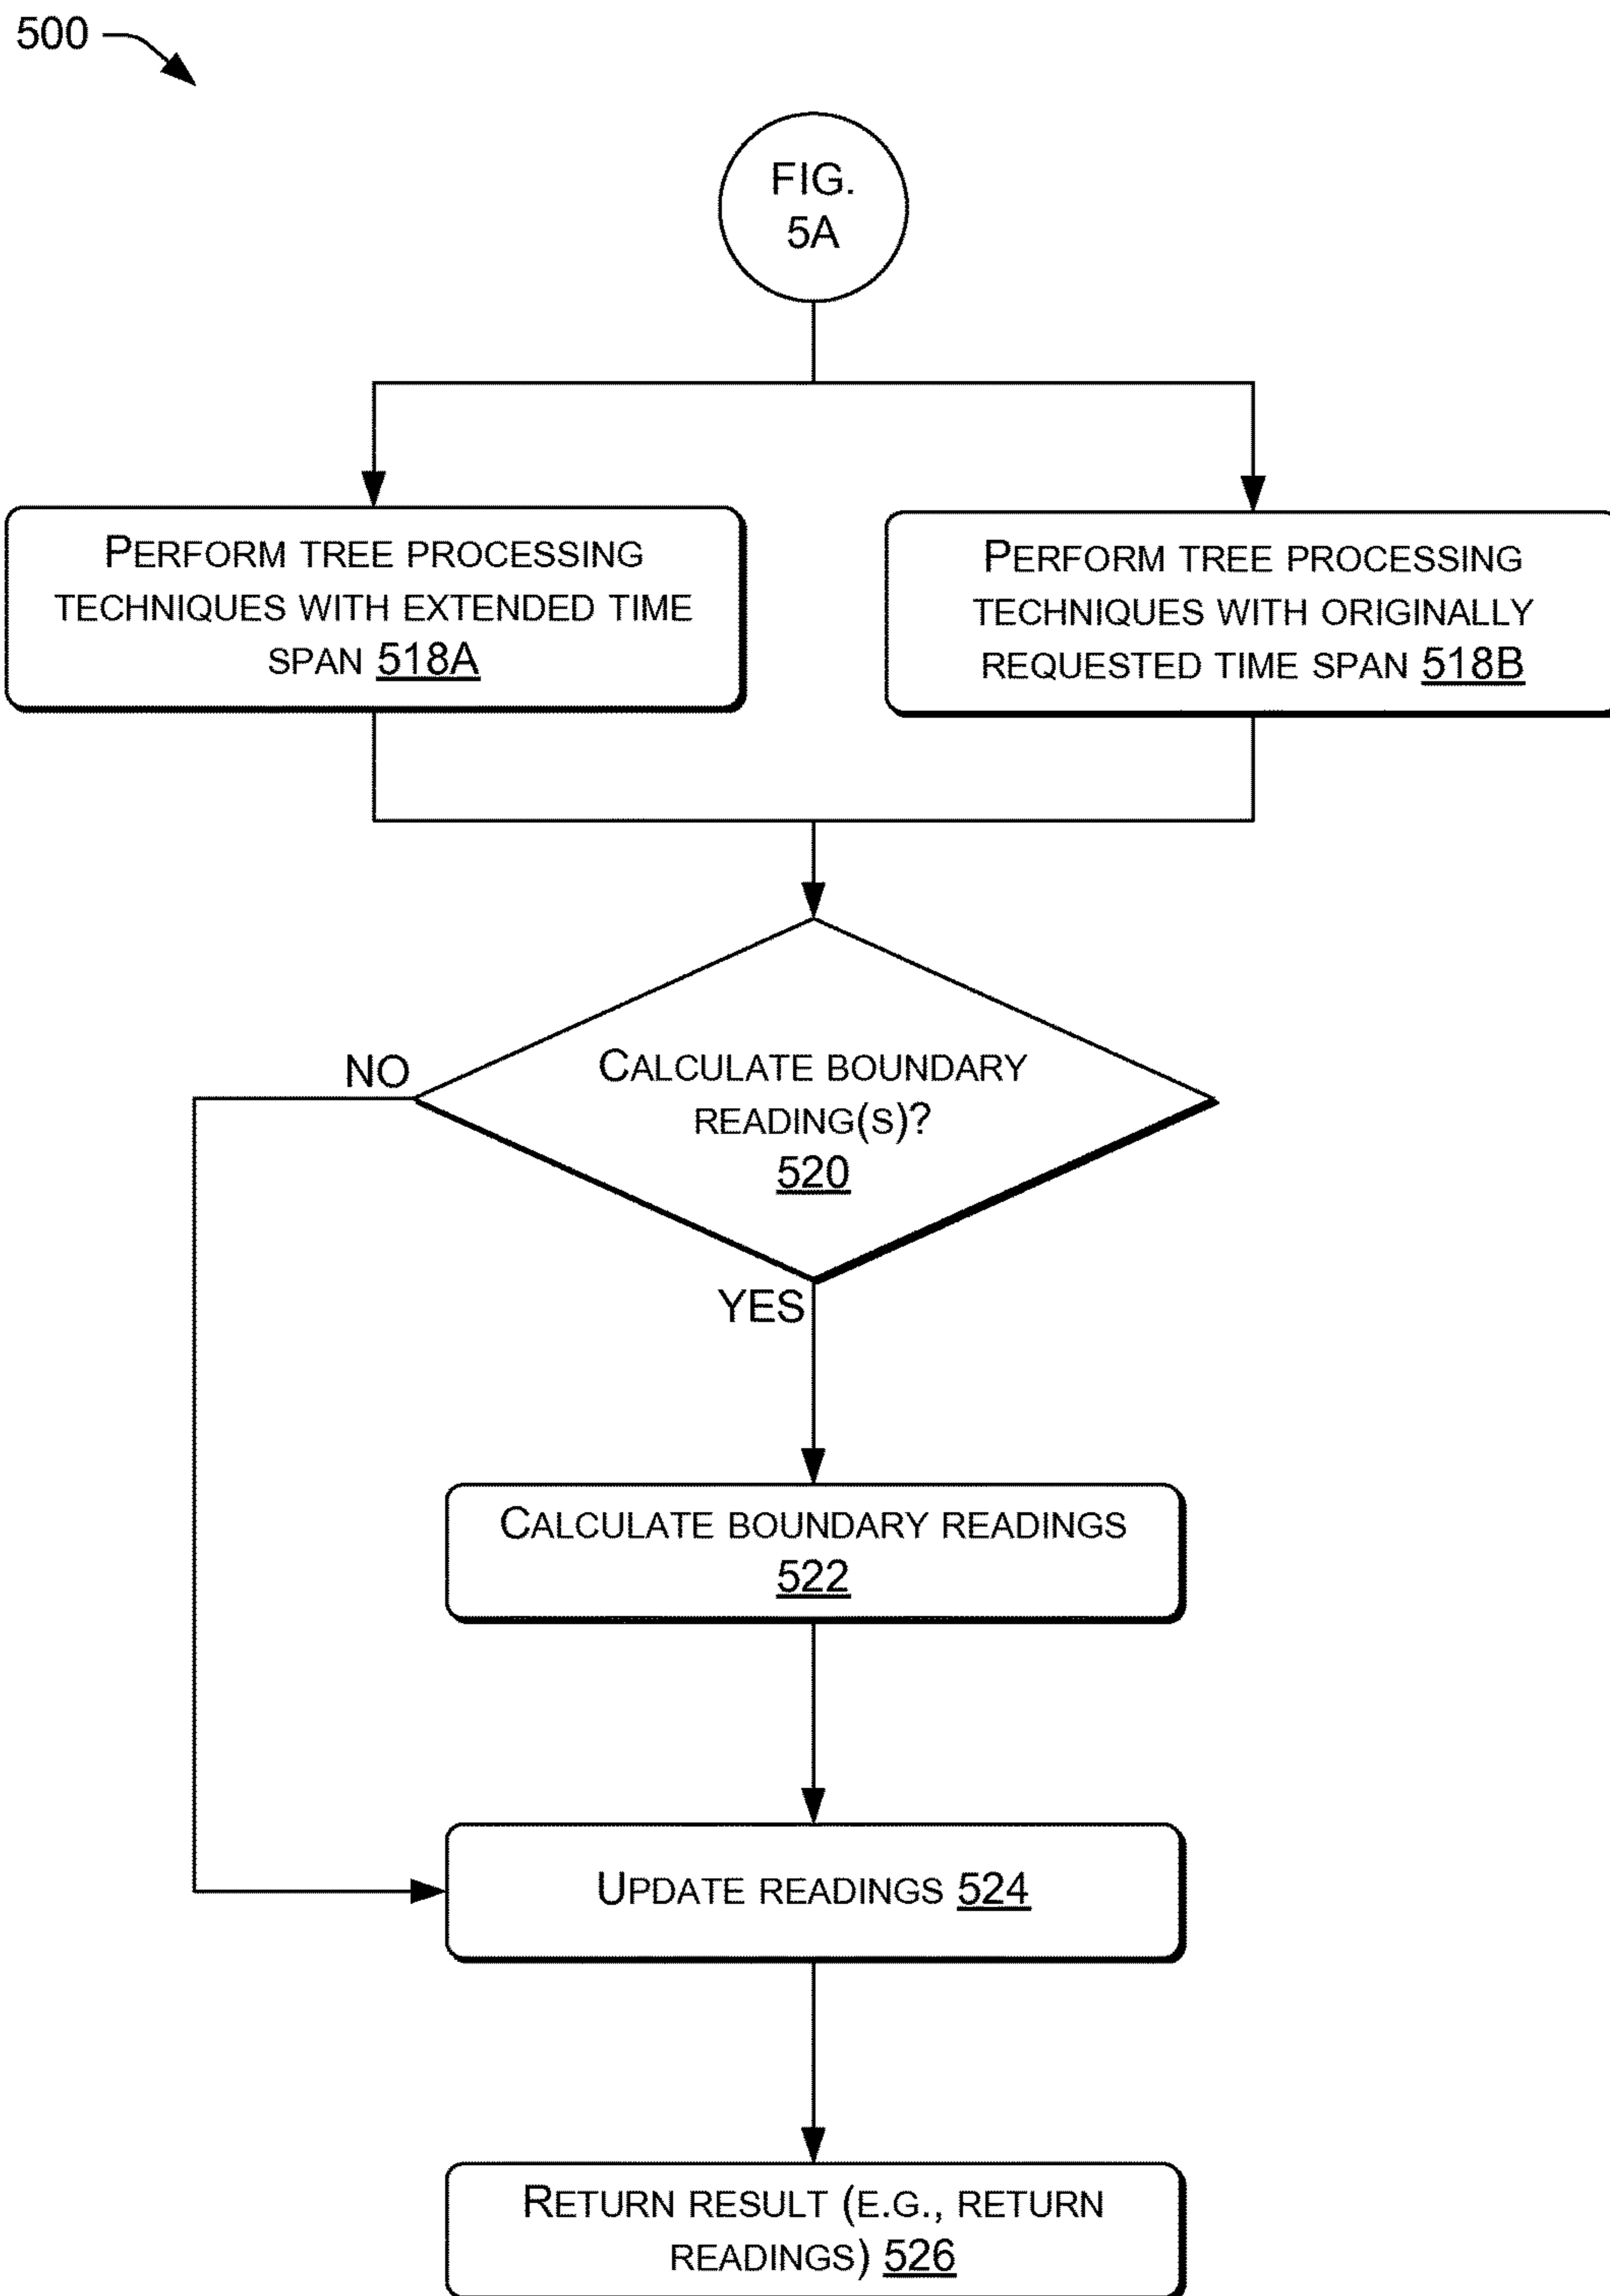 500
FIG.
5A
PERFORM TREE PROCESSING
TECHNIQUES WITH EXTENDED TIME
SPAN 518A
PERFORM TREE PROCESSING
TECHNIQUES WITH ORIGINALLY
REQUESTED TIME SPAN 518B
NO
CALCULATE BOUNDARY
READING(S)?
520
YES
CALCULATE BOUNDARY READINGS
522
UPDATE READINGS 524
RETURN RESULT (E.G., RETURN
READINGS) 526